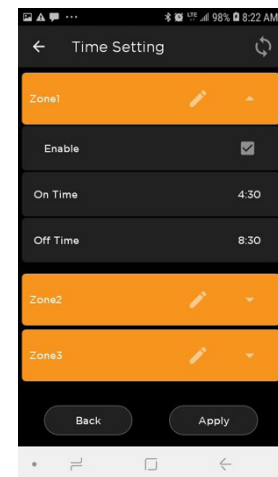 LTE 98% 8:22 AM
Time Setting
Zone1
Enable
On Time 4:30
Off Time 8:30
Zone2
Zone3
Back Apply